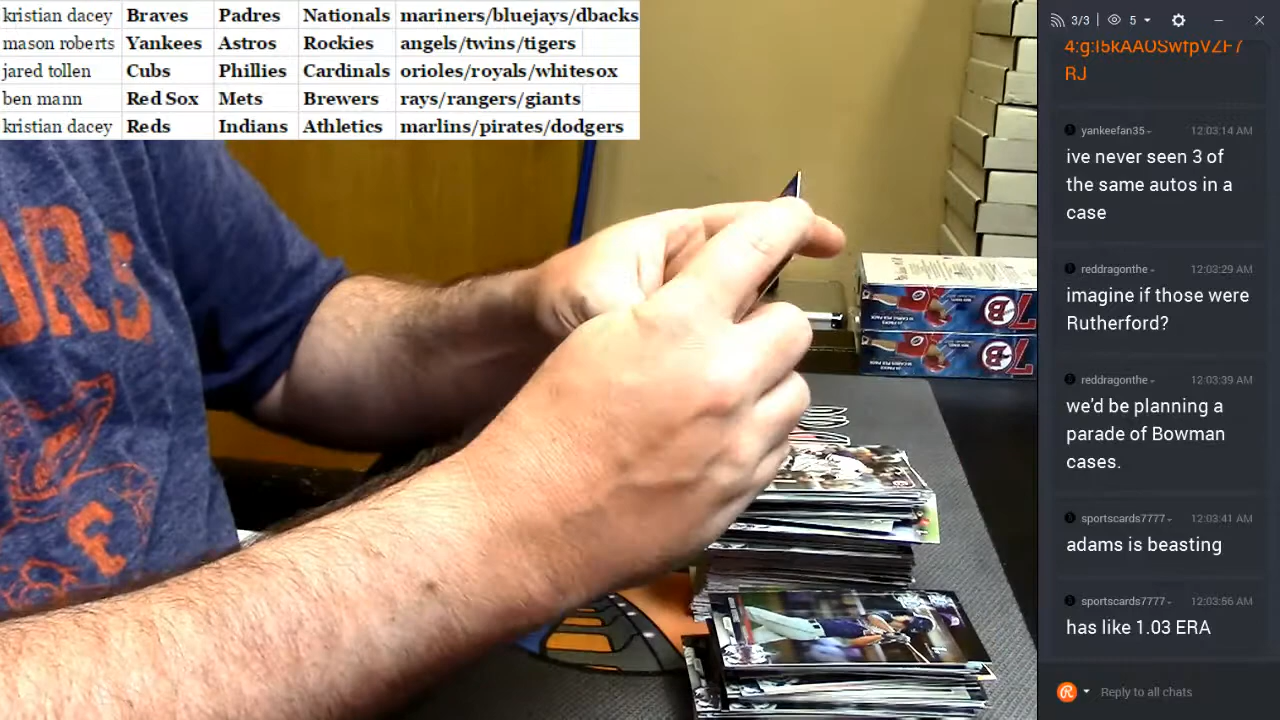 kristian dacey Braves Padres Nationals mariners/bluejays/dbacks
mason roberts Yankees Astros Rockies angels/twins/tigers
jared tollen Cubs Phillies Cardinals orioles/royals/whitesox
ben mann Red Sox Mets Brewers rays/rangers/giants
kristian dacey Reds Indians Athletics marlins/pirates/dodgers
ORS
B
7
B
7
3/3 5
RJ
yankeefan35 12:03:14 AM
ive never seen 3 of
the same autos in a
case
reddragonthe 12:03:29 AM
imagine if those were
Rutherford?
reddragonthe 12:03:39 AM
we'd be planning a
parade of Bowman
cases.
sportscards7777 12:03:41 AM
adams is beasting
sportscards7777 12:03:56 AM
has like 1.03 ERA
Reply to all chats